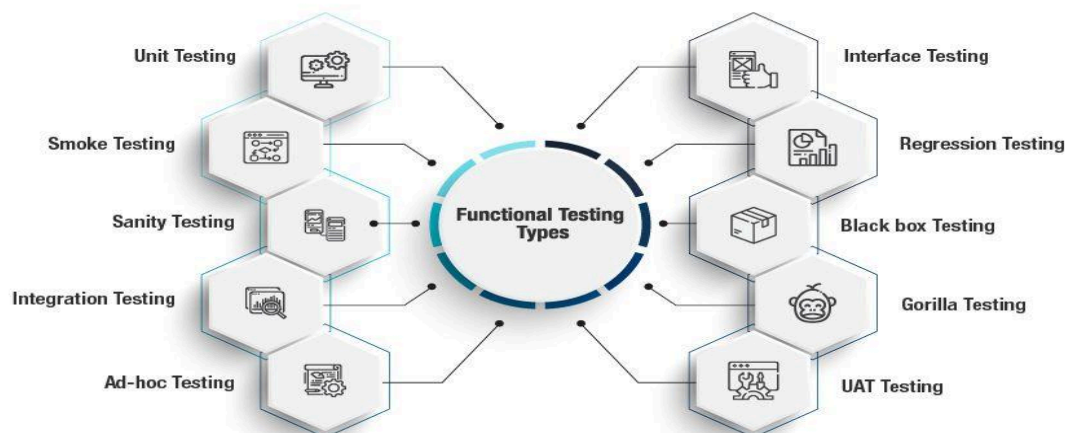 Unit Testing
Smoke Testing
Sanity Testing
Integration Testing
Ad-hoc Testing
Functional Testing
Types
Interface Testing
Regression Testing
Black box Testing
Gorilla Testing
UAT Testing